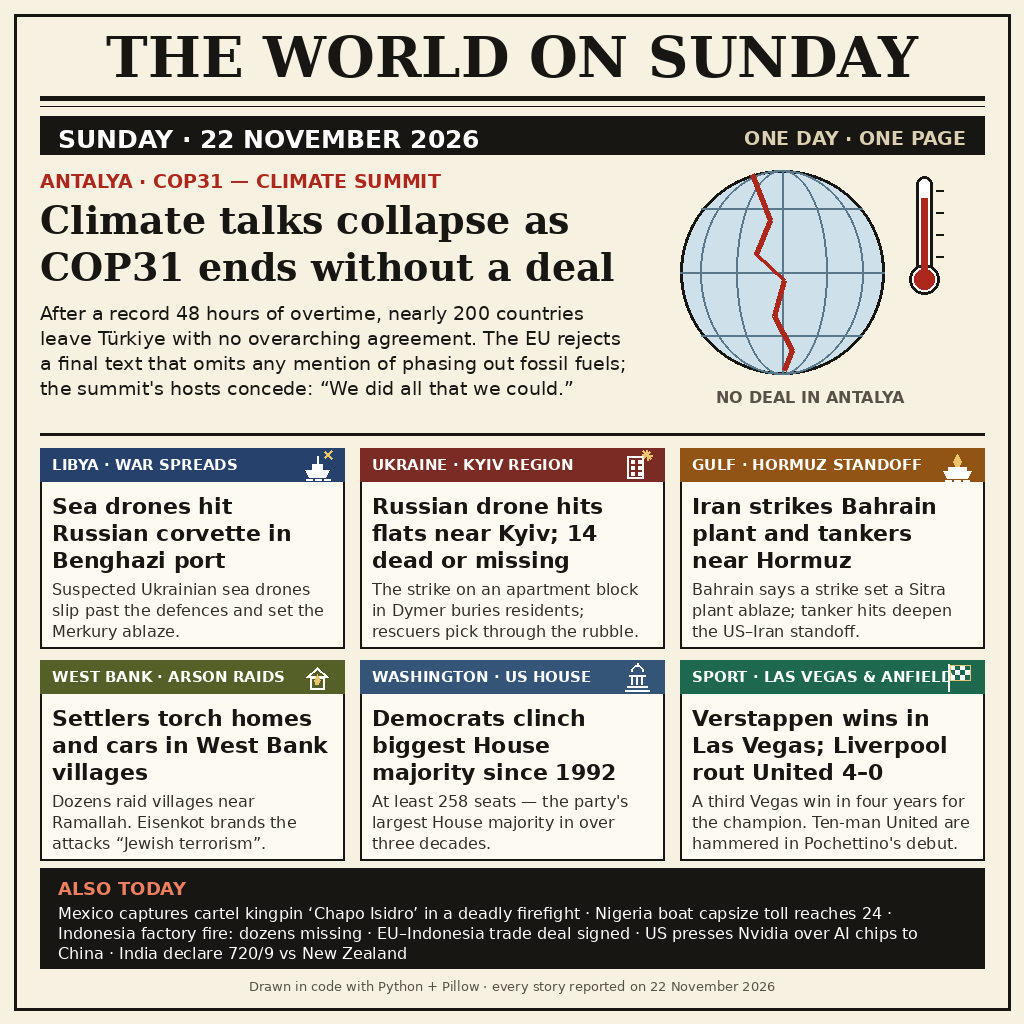 THE WORLD ON SUNDAY
SUNDAY · 22 NOVEMBER 2026
ONE DAY · ONE PAGE
ANTALYA · COP31 — CLIMATE SUMMIT
Climate talks collapse as
COP31 ends without a deal
After a record 48 hours of overtime, nearly 200 countries
leave Türkiye with no overarching agreement. The EU rejects
a final text that omits any mention of phasing out fossil fuels;
the summit's hosts concede: “We did all that we could.”
NO DEAL IN ANTALYA
LIBYA · WAR SPREADS
Sea drones hit
Russian corvette in
Benghazi port
Suspected Ukrainian sea drones
slip past the defences and set the
Merkury ablaze.
UKRAINE · KYIV REGION
Russian drone hits
flats near Kyiv; 14
dead or missing
The strike on an apartment block
in Dymer buries residents;
rescuers pick through the rubble.
GULF · HORMUZ STANDOFF
Iran strikes Bahrain
plant and tankers
near Hormuz
Bahrain says a strike set a Sitra
plant ablaze; tanker hits deepen
the US–Iran standoff.
WEST BANK · ARSON RAIDS
Settlers torch homes
and cars in West Bank
villages
Dozens raid villages near
Ramallah. Eisenkot brands the
attacks “Jewish terrorism”.
WASHINGTON · US HOUSE
Democrats clinch
biggest House
majority since 1992
At least 258 seats — the party's
largest House majority in over
three decades.
SPORT · LAS VEGAS & ANFIELD
Verstappen wins in
Las Vegas; Liverpool
rout United 4–0
A third Vegas win in four years for
the champion. Ten-man United are
hammered in Pochettino's debut.
ALSO TODAY
Mexico captures cartel kingpin ‘Chapo Isidro’ in a deadly firefight · Nigeria boat capsize toll reaches 24 ·
Indonesia factory fire: dozens missing · EU–Indonesia trade deal signed · US presses Nvidia over AI chips to
China · India declare 720/9 vs New Zealand
Drawn in code with Python + Pillow · every story reported on 22 November 2026